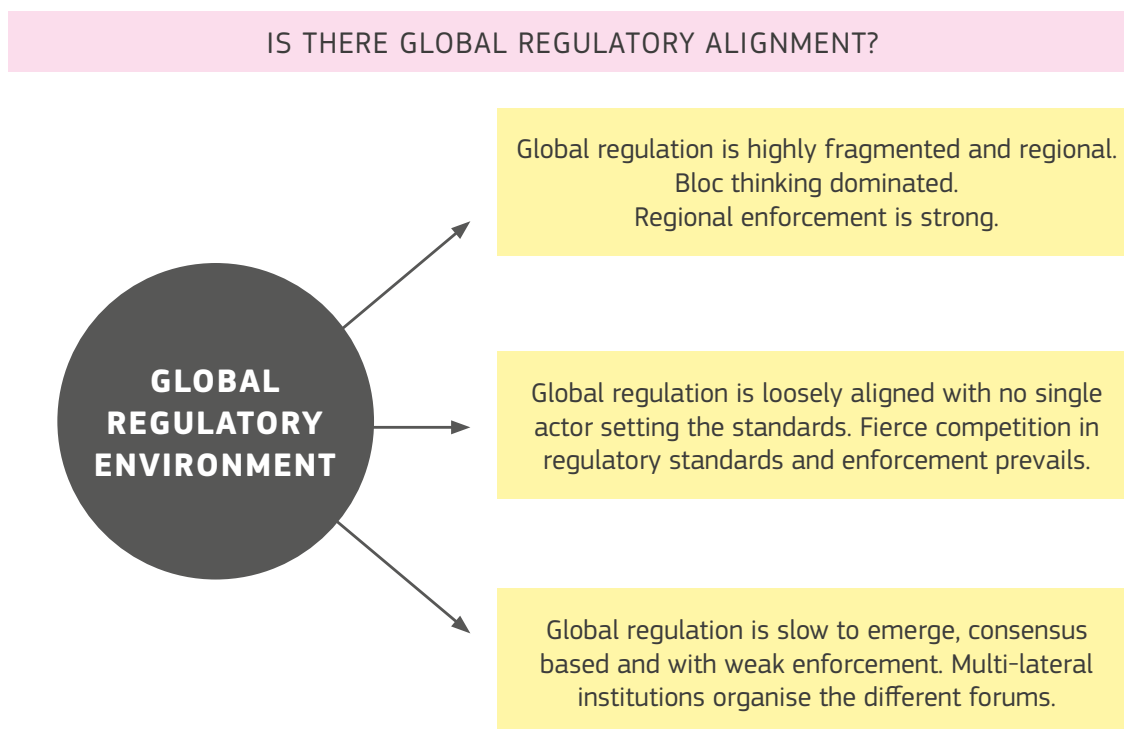 IS THERE GLOBAL REGULATORY ALIGNMENT?
Global regulation is highly fragmented and regional.
Bloc thinking dominated.
Regional enforcement is strong.
GLOBAL
REGULATORY
ENVIRONMENT
Global regulation is loosely aligned with no single
actor setting the standards. Fierce competition in
regulatory standards and enforcement prevails.
Global regulation is slow to emerge, consensus
based and with weak enforcement. Multi-lateral
institutions organise the different forums.